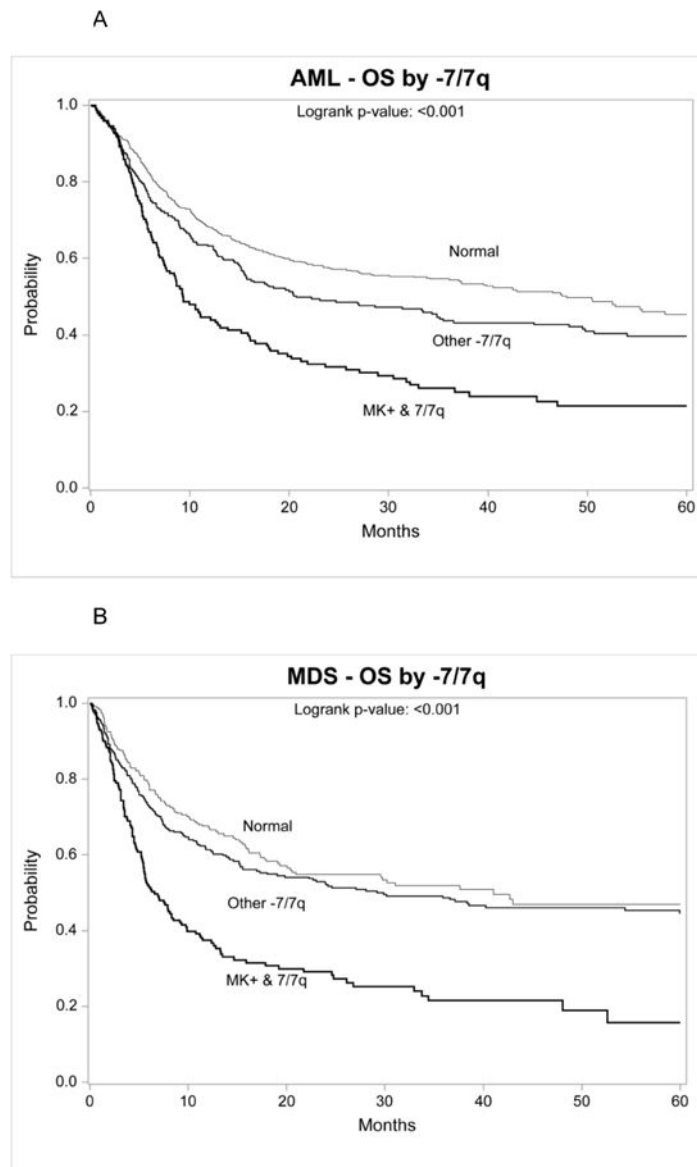 A
AML - OS by -7/7q
Logrank p-value: <0.001
1.0
0.8
0.6
0.4
0.2
0.0
Probability
Normal
Other -7/7q
MK+ & 7/7q
0 10 20 30 40 50 60
Months
B
MDS - OS by -7/7q
Logrank p-value: <0.001
1.0
0.8
0.6
0.4
0.2
0.0
Probability
Normal
Other -7/7q
MK+ & 7/7q
0 10 20 30 40 50 60
Months